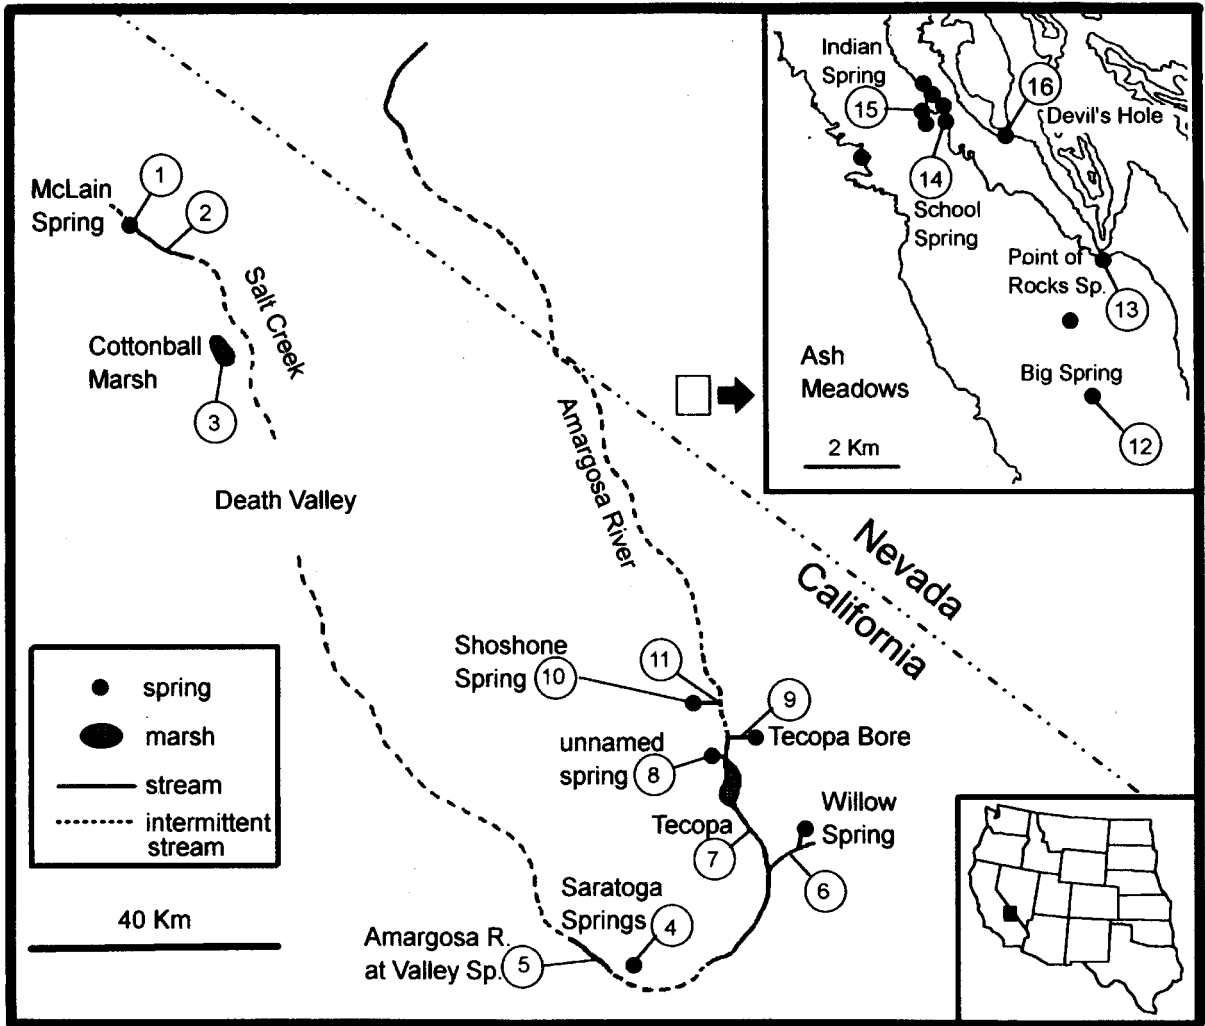 McLain
Spring
1
2
Salt Creek
Cottonball
Marsh
3
Death Valley
Amargosa River
Nevada
California
Shoshone
Spring
10
11
9
Tecopa Bore
unnamed
spring
8
Willow
Spring
Tecopa
7
6
Saratoga
Springs
4
Amargosa R.
at Valley Sp.
5
spring
marsh
stream
intermittent
stream
40 Km
Indian
Spring
15
16
Devil's Hole
14
School
Spring
Point of
Rocks Sp.
13
Ash
Meadows
Big Spring
12
2 Km